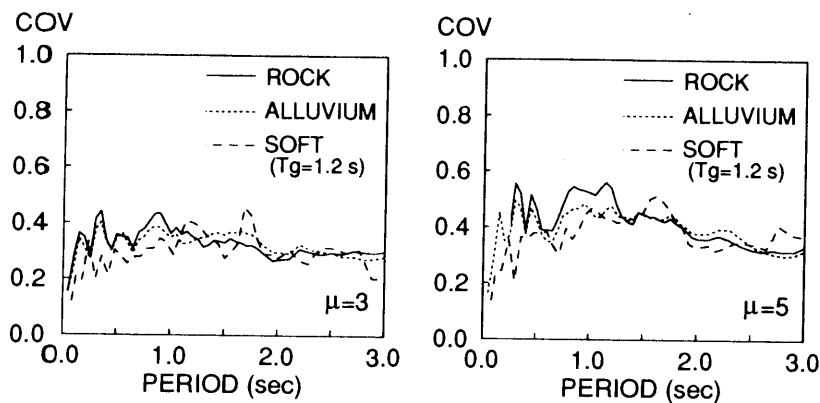 COV
1.0
0.8
0.6
0.4
0.2
0.0
ROCK
ALLUVIUM
SOFT
(Tg=1.2 s)
μ=3
0.0 1.0 2.0 3.0
PERIOD (sec)
COV
1.0
0.8
0.6
0.4
0.2
0.0
ROCK
ALLUVIUM
SOFT
(Tg=1.2 s)
μ=5
0.0 1.0 2.0 3.0
PERIOD (sec)